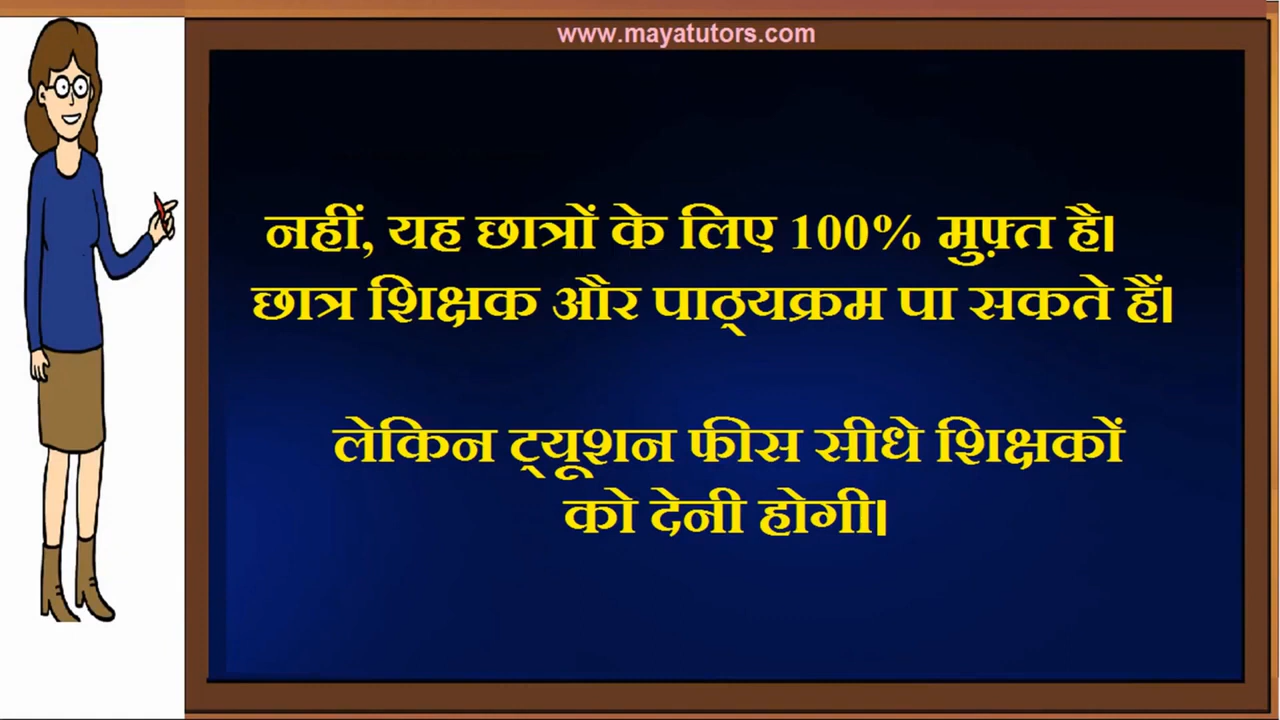 www.mayatutors.com
नहीं, यह छात्रों के लिए 100% मुफ़्त है।
छात्र शिक्षक और पाठ्यक्रम पा सकते हैं।
लेकिन ट्यूशन फीस सीधे शिक्षकों
को देनी होगी।